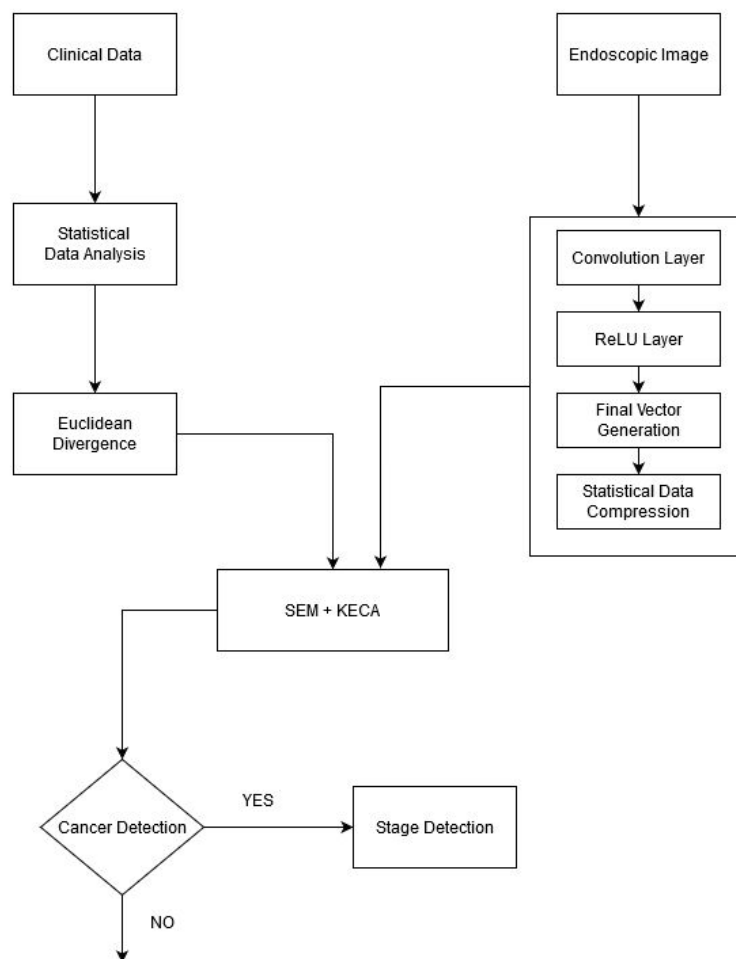 Clinical Data
Endoscopic Image
Statistical
Data Analysis
Convolution Layer
ReLU Layer
Euclidean
Divergence
Final Vector
Generation
Statistical Data
Compression
SEM + KECA
Cancer Detection
YES
Stage Detection
NO